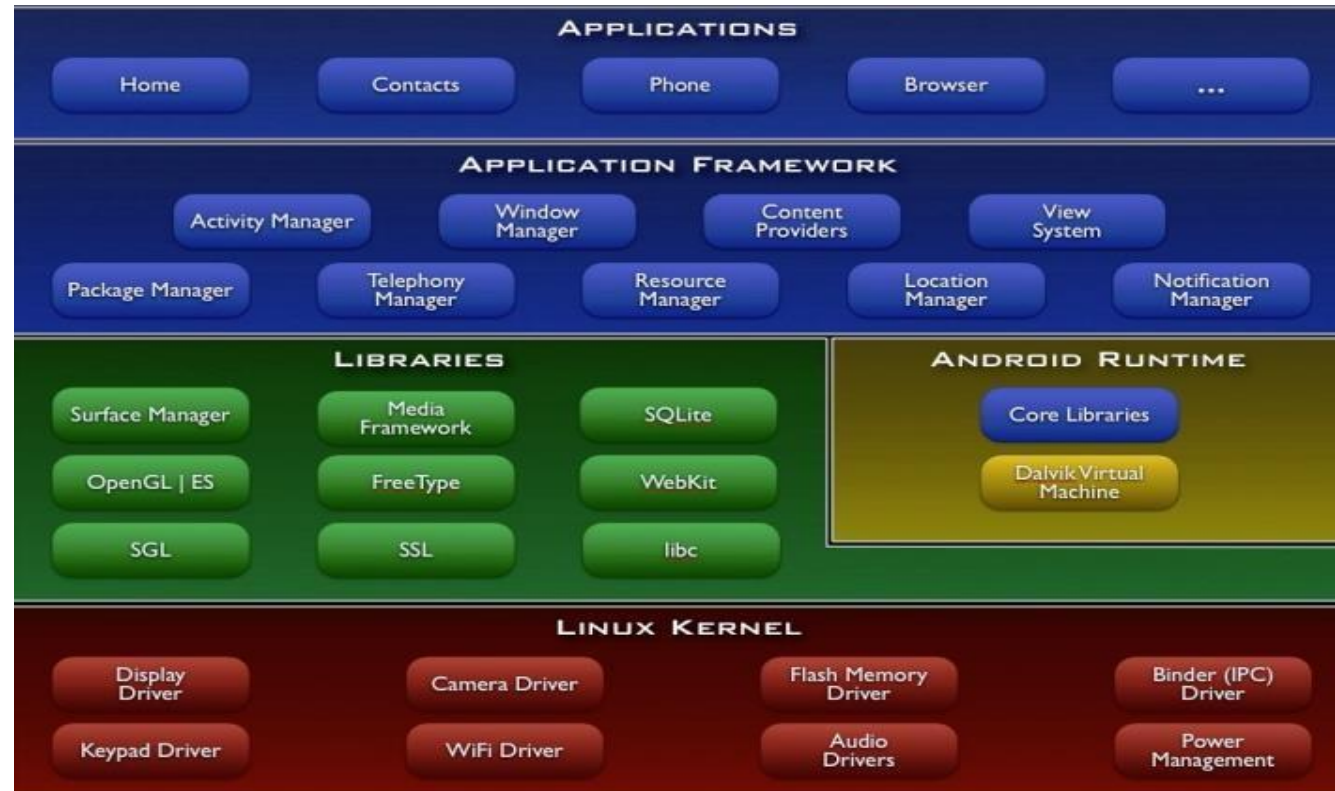 APPLICATIONS
Home
Contacts
Phone
Browser
...
APPLICATION FRAMEWORK
Activity Manager
Window
Manager
Content
Providers
View
System
Package Manager
Telephony
Manager
Resource
Manager
Location
Manager
Notification
Manager
LIBRARIES
Surface Manager
Media
Framework
SQLite
OpenGL | ES
FreeType
WebKit
SGL
SSL
libc
ANDROID RUNTIME
Core Libraries
Dalvik Virtual
Machine
LINUX KERNEL
Display
Driver
Camera Driver
Flash Memory
Driver
Binder (IPC)
Driver
Keypad Driver
WiFi Driver
Audio
Drivers
Power
Management